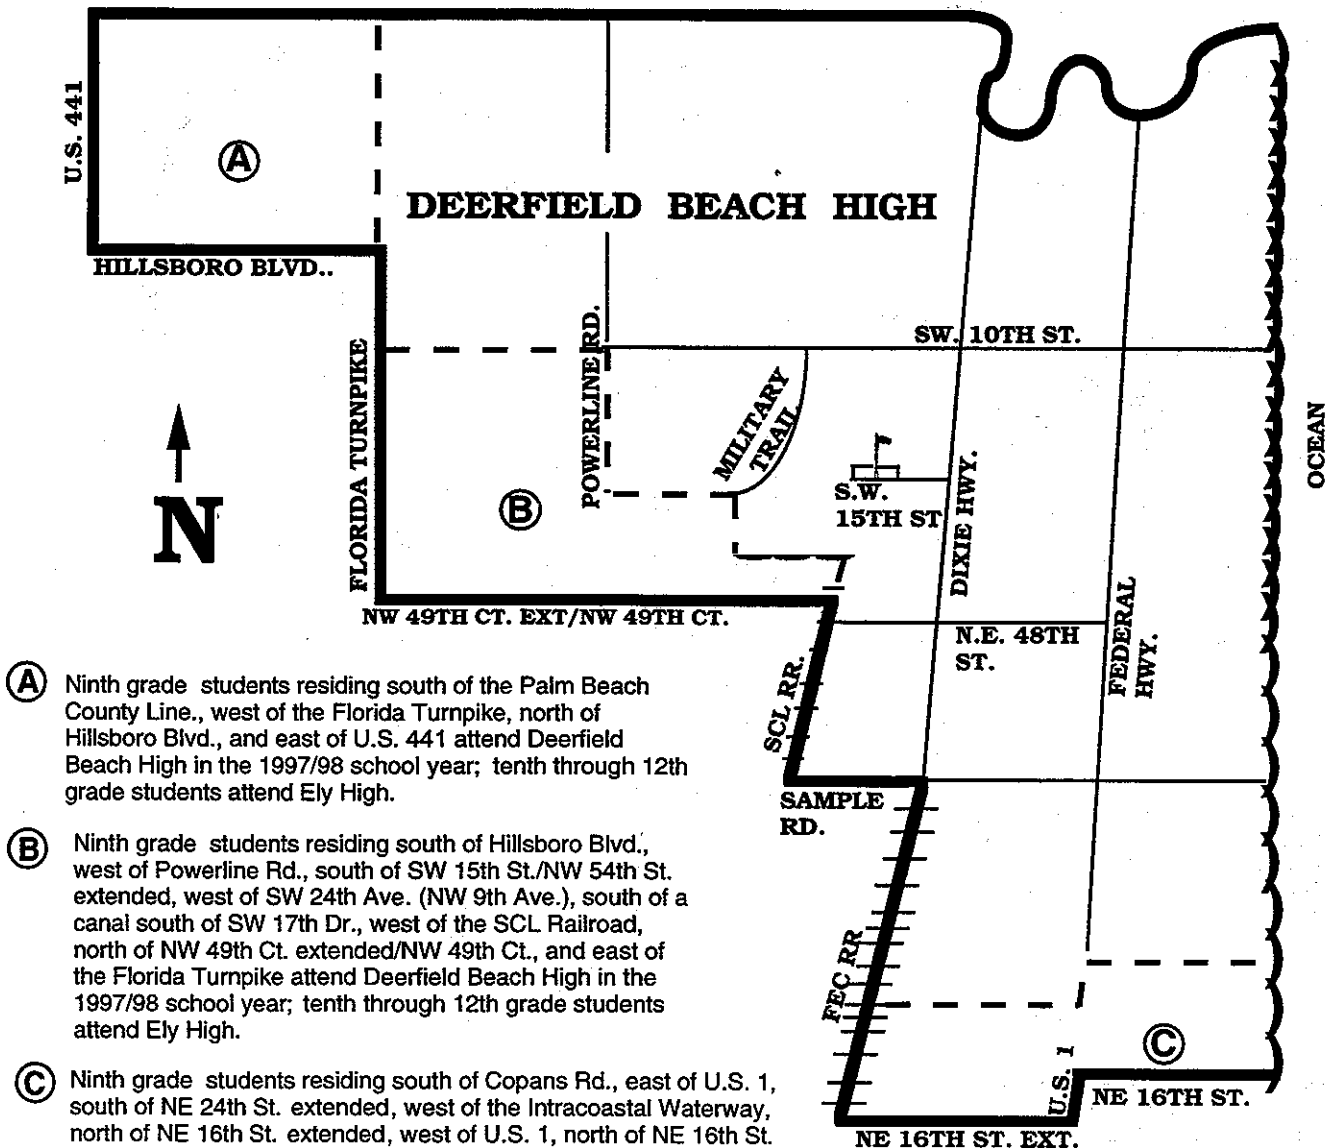 U.S. 441
A
DEERFIELD BEACH HIGH
HILLSBORO BLVD..
SW. 10TH ST.
FLORIDA TURNPIKE
POWERLINE RD.
MILITARY
TRAIL
OCEAN
N
B
S.W.
15TH ST
DIXIE HWY.
NW 49TH CT. EXT/NW 49TH CT.
N.E. 48TH
ST.
FEDERAL
HWY.
SCL RR.
SAMPLE
RD.
FEC RR
C
U.S. 1
NE 16TH ST.
NE 16TH ST. EXT.
A Ninth grade students residing south of the Palm Beach
County Line., west of the Florida Turnpike, north of
Hillsboro Blvd., and east of U.S. 441 attend Deerfield
Beach High in the 1997/98 school year; tenth through 12th
grade students attend Ely High.
B Ninth grade students residing south of Hillsboro Blvd.,
west of Powerline Rd., south of SW 15th St./NW 54th St.
extended, west of SW 24th Ave. (NW 9th Ave.), south of a
canal south of SW 17th Dr., west of the SCL Railroad,
north of NW 49th Ct. extended/NW 49th Ct., and east of
the Florida Turnpike attend Deerfield Beach High in the
1997/98 school year; tenth through 12th grade students
attend Ely High.
C Ninth grade students residing south of Copans Rd., east of U.S. 1,
south of NE 24th St. extended, west of the Intracoastal Waterway,
north of NE 16th St. extended, west of U.S. 1, north of NE 16th St.